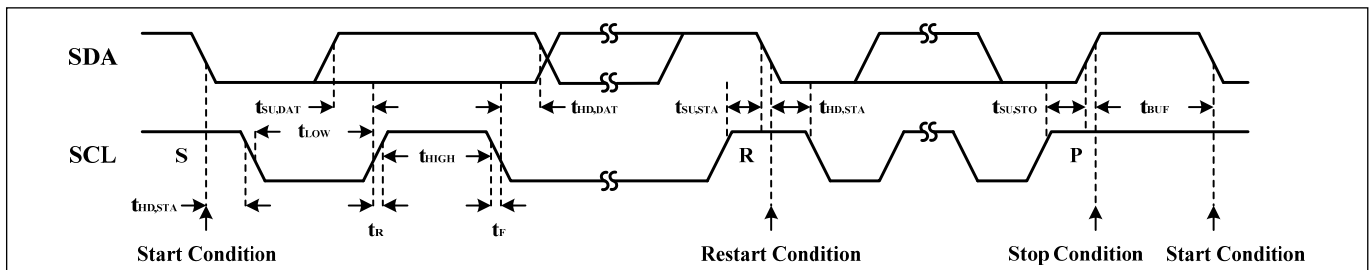 SDA
tSU,DAT tHD,DAT tSU,STA tHD,STA tSU,STO tBUF
tLOW
SCL S tHIGH R P
tHD,STA
tR tF
Start Condition Restart Condition Stop Condition Start Condition